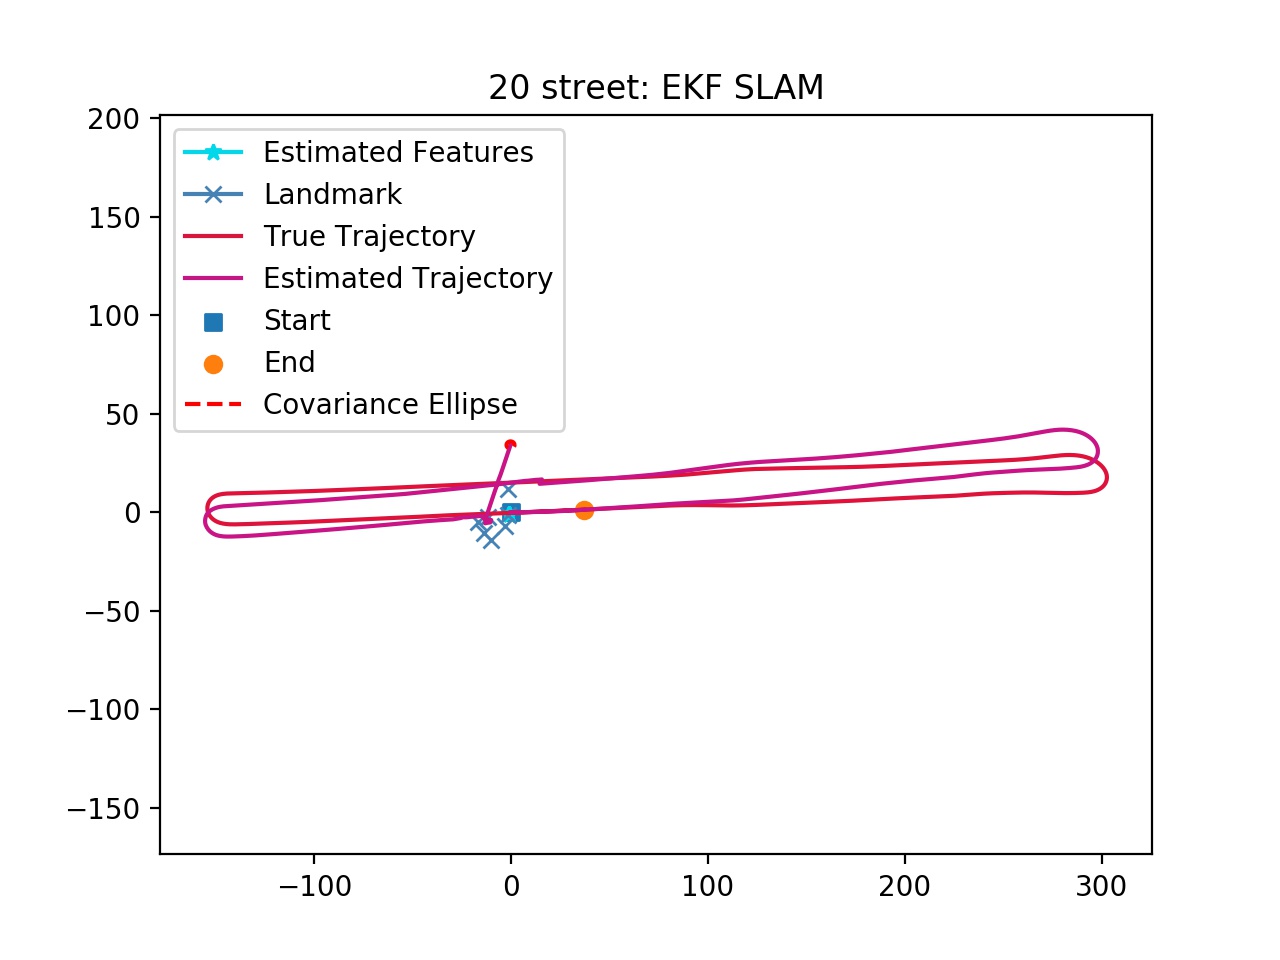 20 street: EKF SLAM
200
150
100
50
0
−50
−100
−150
Estimated Features
Landmark
True Trajectory
Estimated Trajectory
Start
End
Covariance Ellipse
−100 0 100 200 300